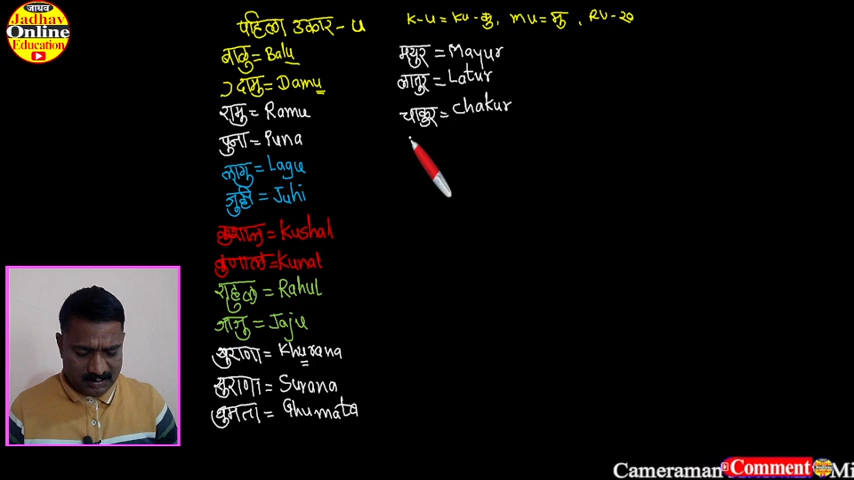 जाधव
Jadhav
Online
Education
पहिला उकार - u
K-U = KU - कु, MU = मु, RU - रु
बाळु = Balu
दामु = Damu
रामु = Ramu
पुना = Puna
लागु = Lagu
जुही = Juhi
कुशाल = Kushal
कुणाल = Kunal
राहुल = Rahul
जाजु = Jaju
खुराणा = Khurana
सुराणा = Surana
घुमता = Ghumata
मयुर = Mayur
लातुर = Latur
चाकुर = Chakur
Cameraman Comment Mi